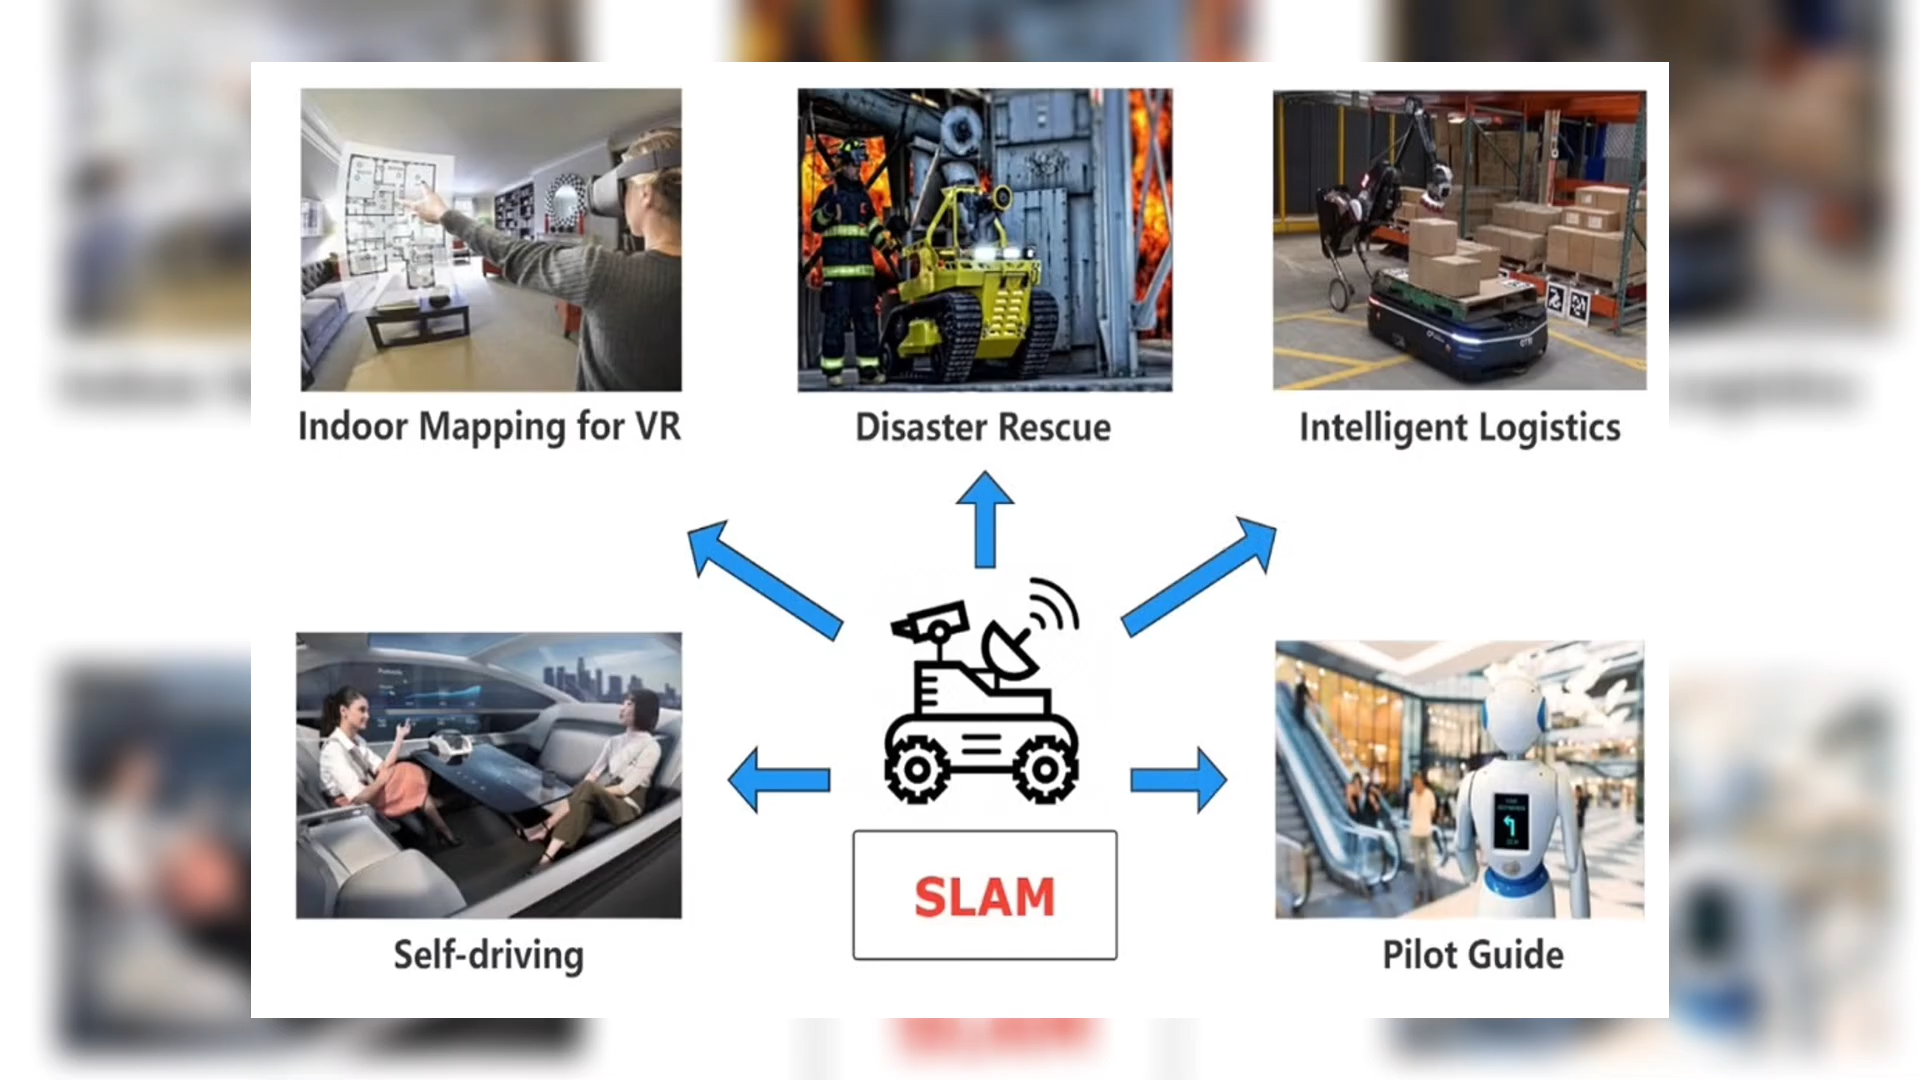 Indoor Mapping for VR
Disaster Rescue
Intelligent Logistics
SLAM
Self-driving
Pilot Guide